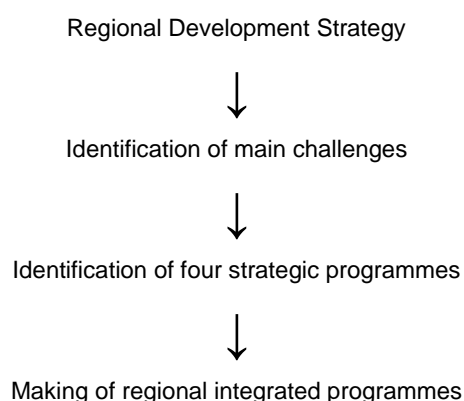 Regional Development Strategy
Identification of main challenges
Identification of four strategic programmes
Making of regional integrated programmes